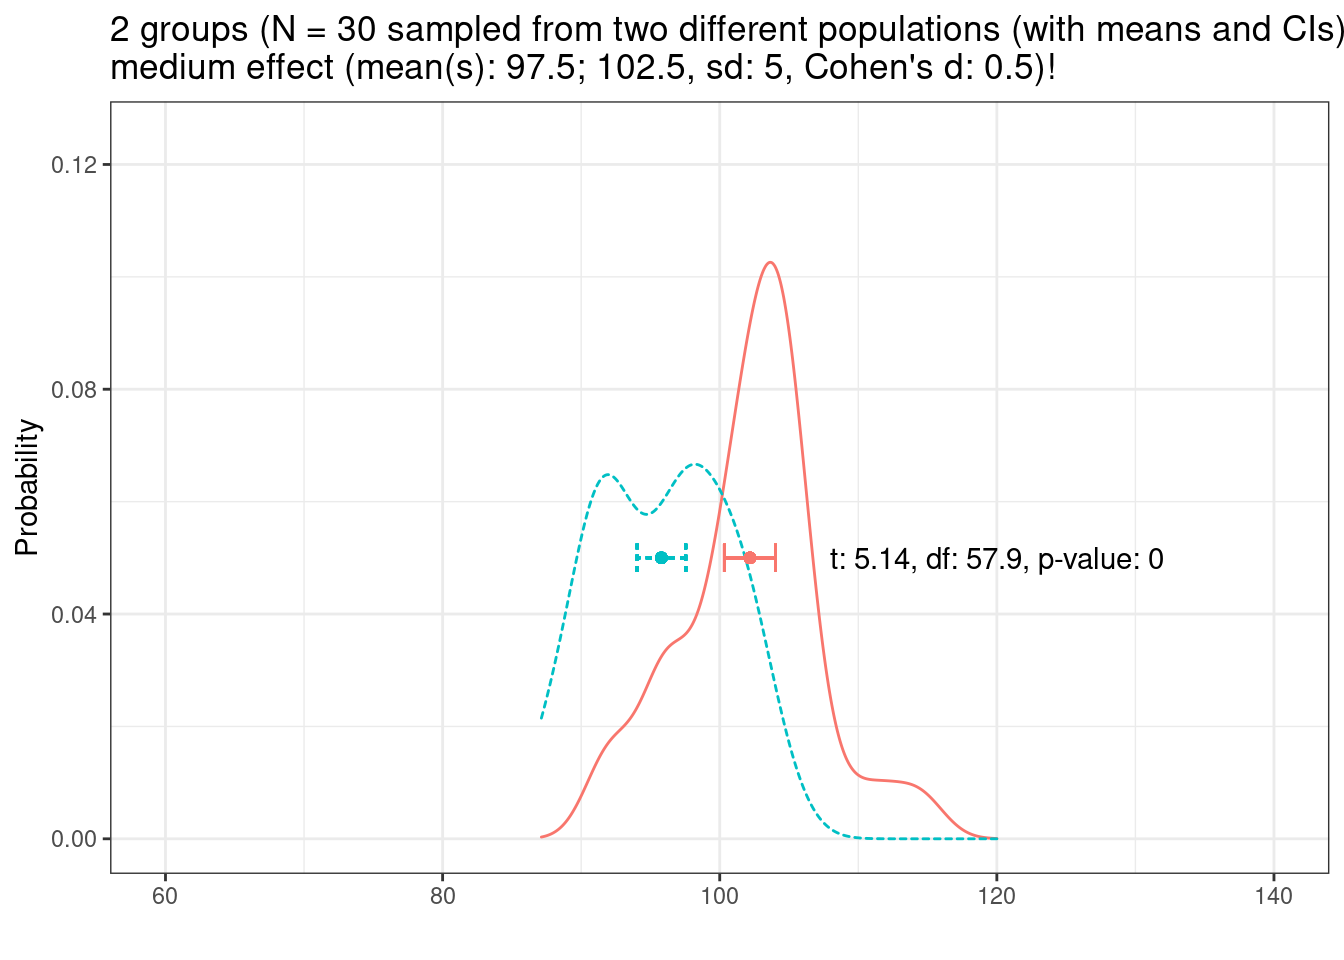 2 groups (N = 30 sampled from two different populations (with means and CIs)
medium effect (mean(s): 97.5; 102.5, sd: 5, Cohen's d: 0.5)!
0.12
0.08
0.04
0.00
Probability
t: 5.14, df: 57.9, p-value: 0
60
80
100
120
140